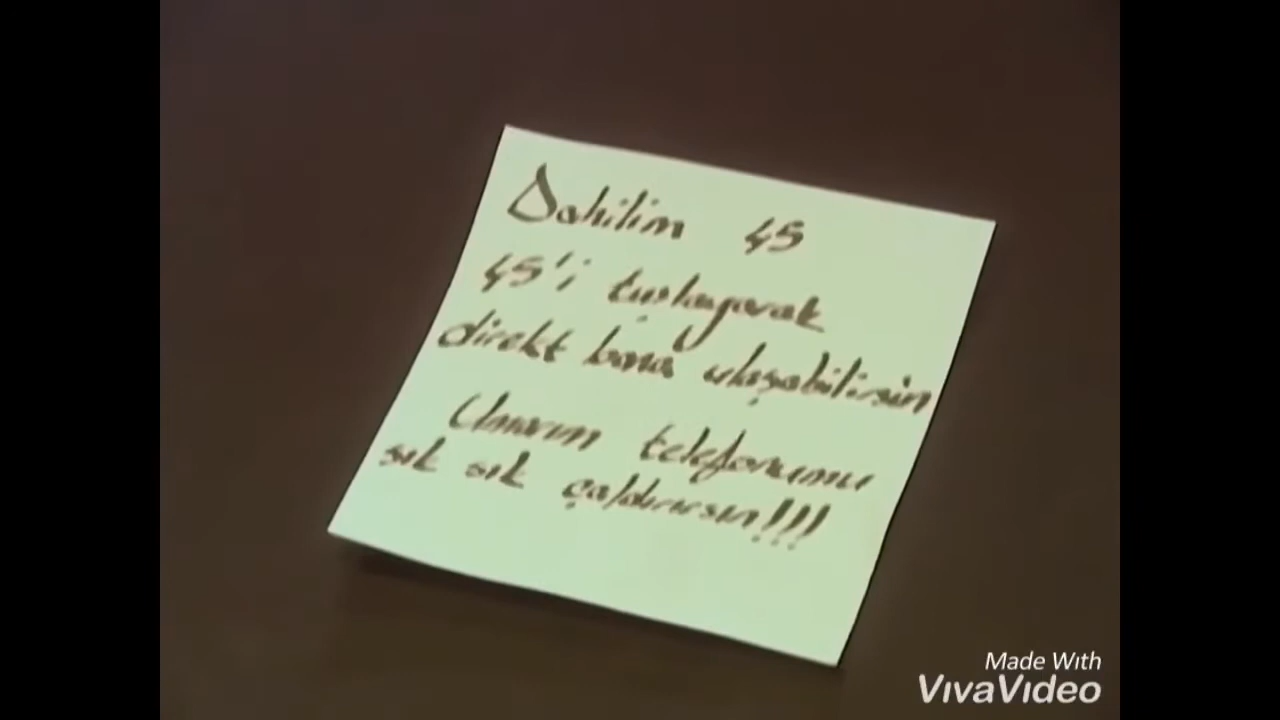 Dahilim 45
45'i tuşlayarak
direkt bana ulaşabilirsin
Umarım telefonumu
sık sık çaldırırsın!!!
Made With
VivaVideo